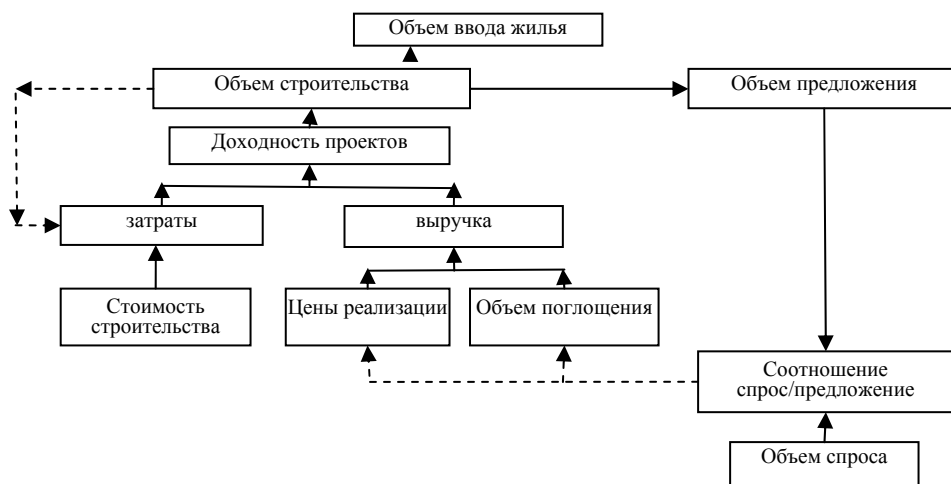 Объем ввода жилья
Объем строительства
Объем предложения
Доходность проектов
затраты
выручка
Стоимость
строительства
Цены реализации
Объем поглощения
Соотношение
спрос/предложение
Объем спроса